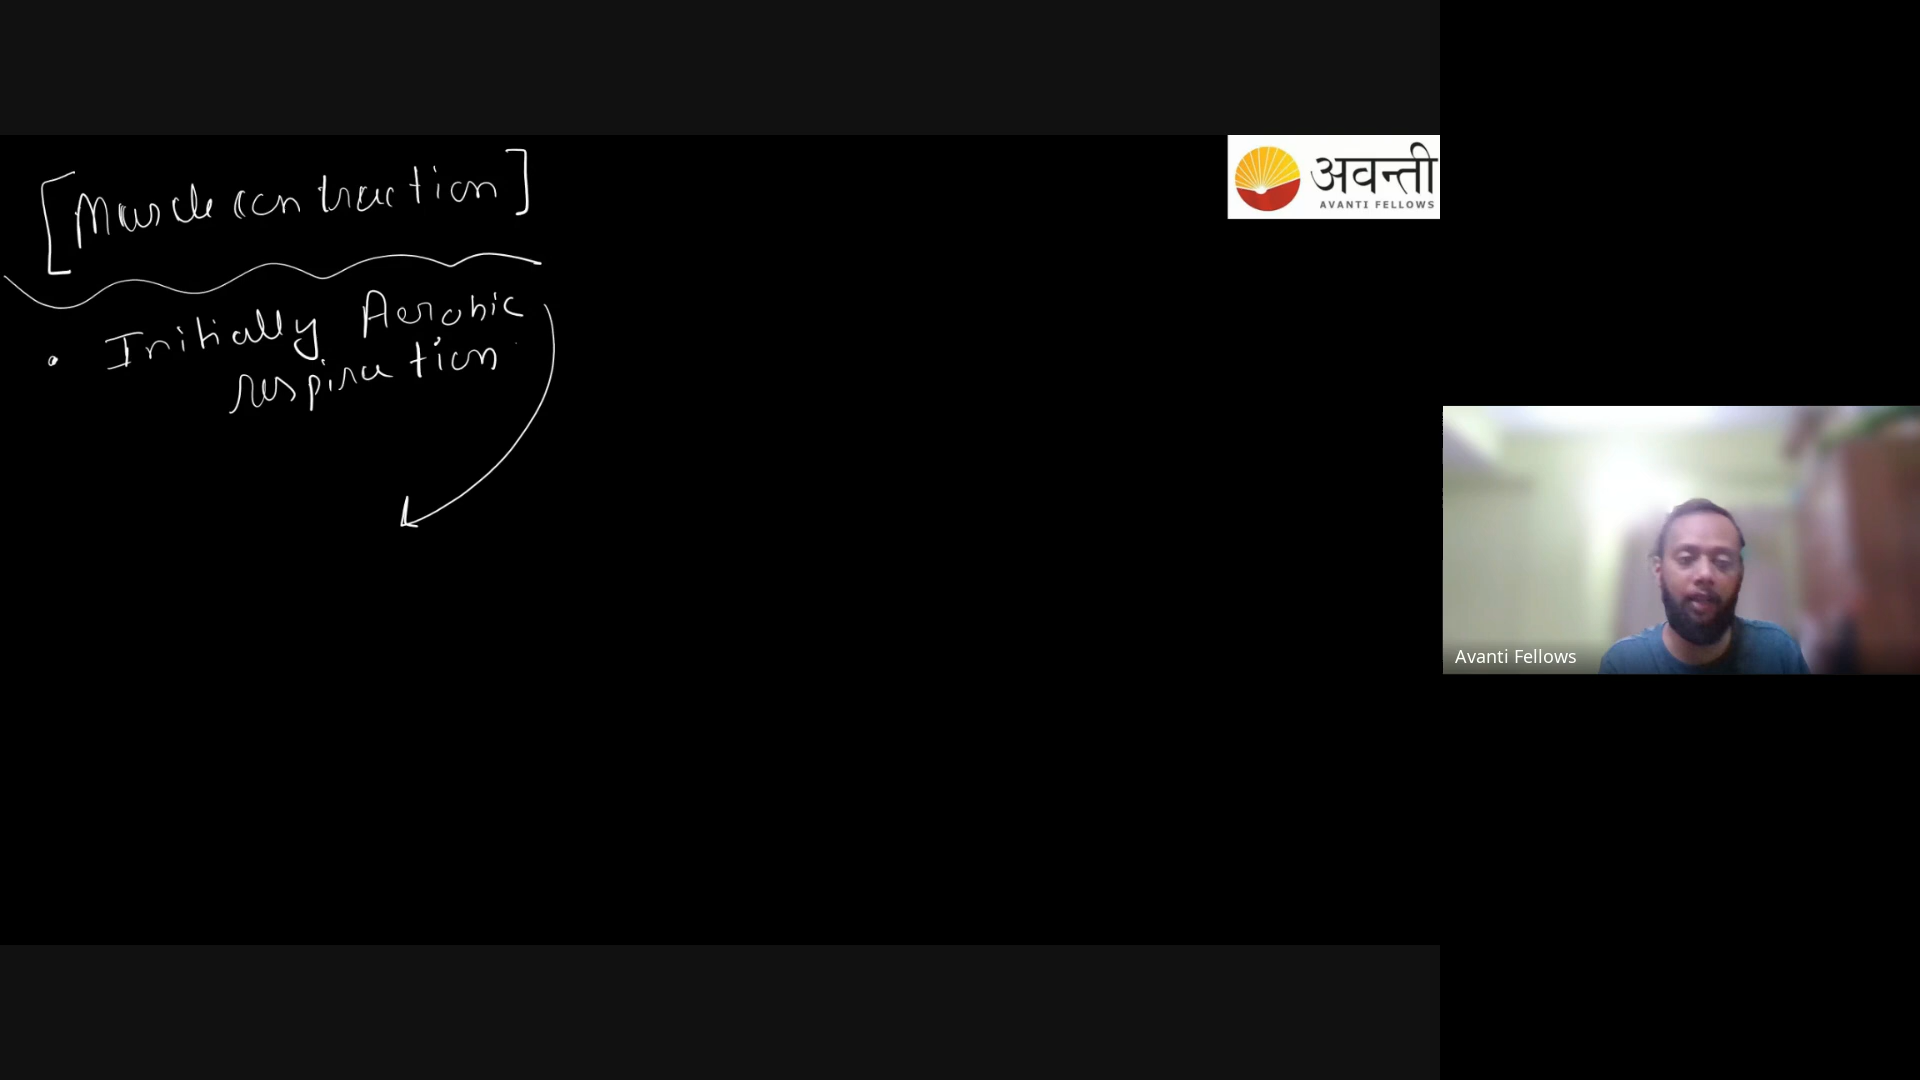 [Muscle contraction]
• Initially Aerobic
respiration
अवन्ती
AVANTI FELLOWS
Avanti Fellows